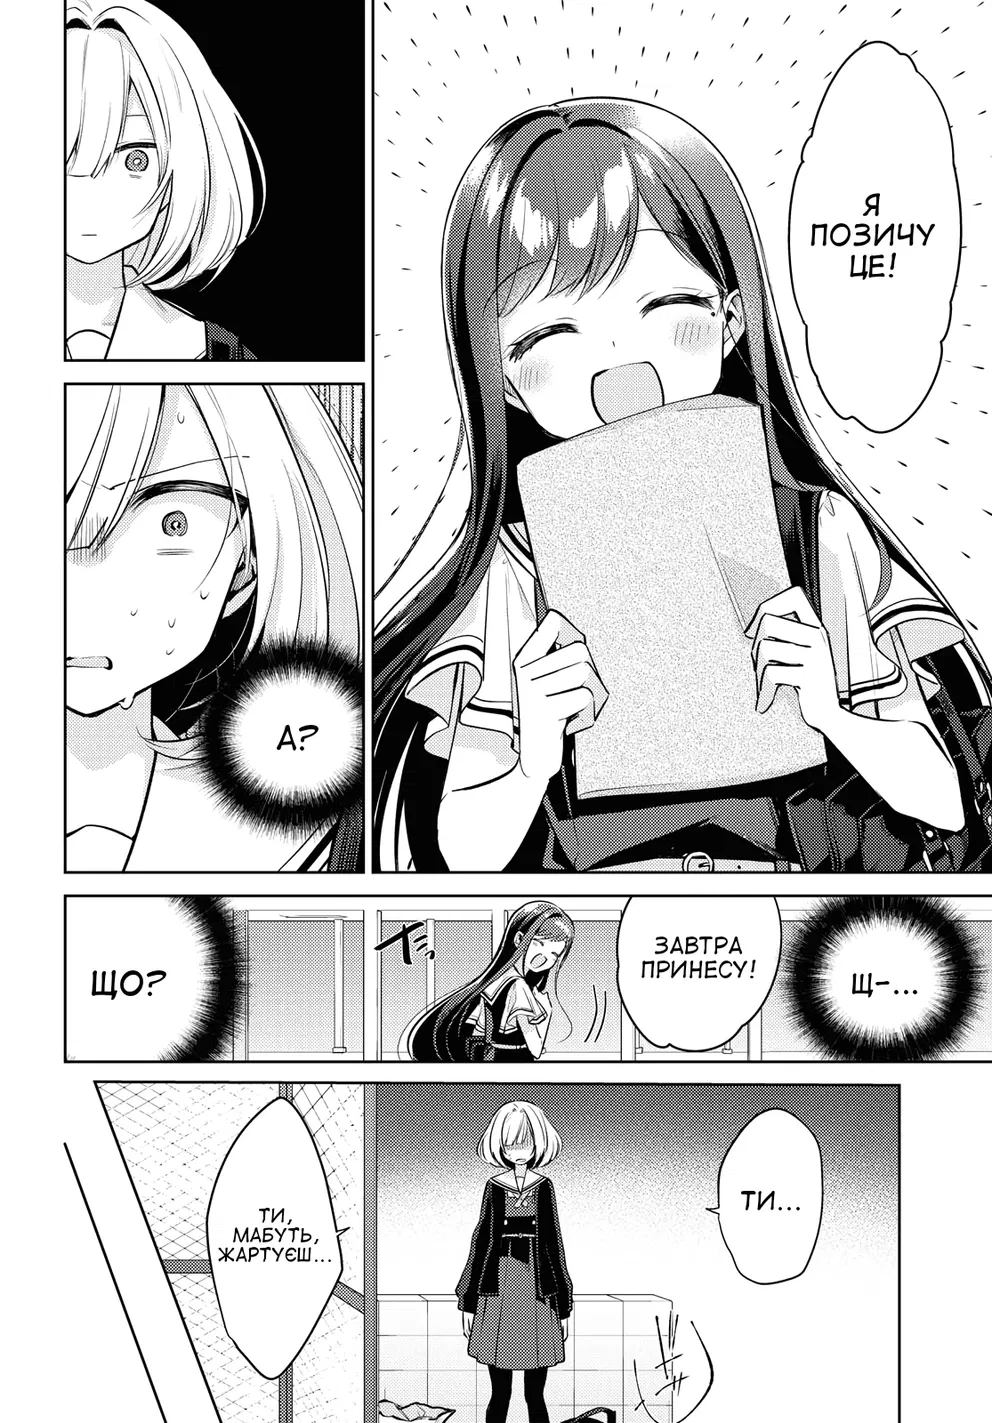 Я
ПОЗИЧУ
ЦЕ!
А?
Щ-...
ЗАВТРА
ПРИНЕСУ!
ЩО?
ТИ...
ТИ,
МАБУТЬ,
ЖАРТУЄШ...